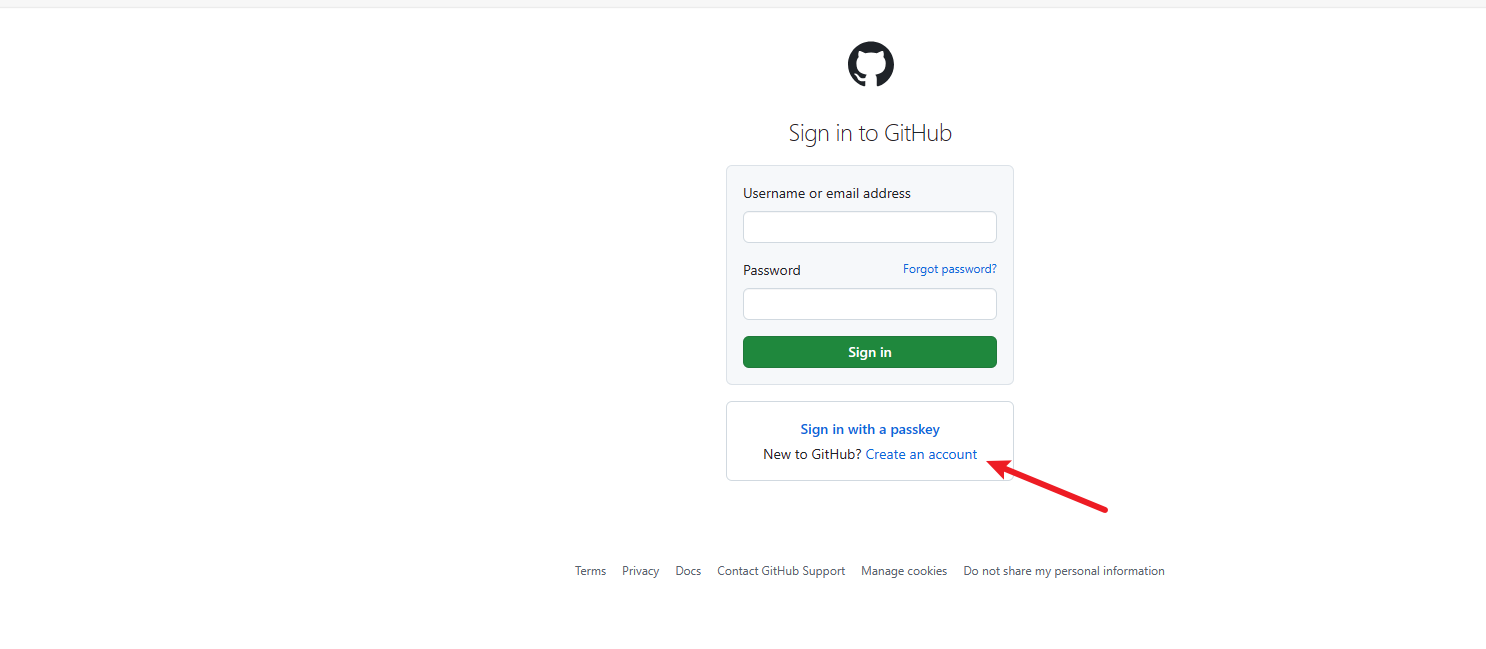 Sign in to GitHub
Username or email address
Password Forgot password?
Sign in
Sign in with a passkey
New to GitHub? Create an account
Terms Privacy Docs Contact GitHub Support Manage cookies Do not share my personal information